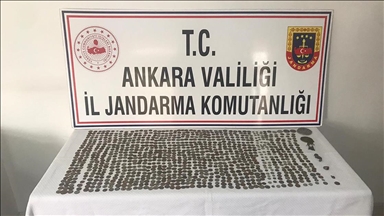 T.C.
ANKARA VALİLİĞİ
İL JANDARMA KOMUTANLIĞI